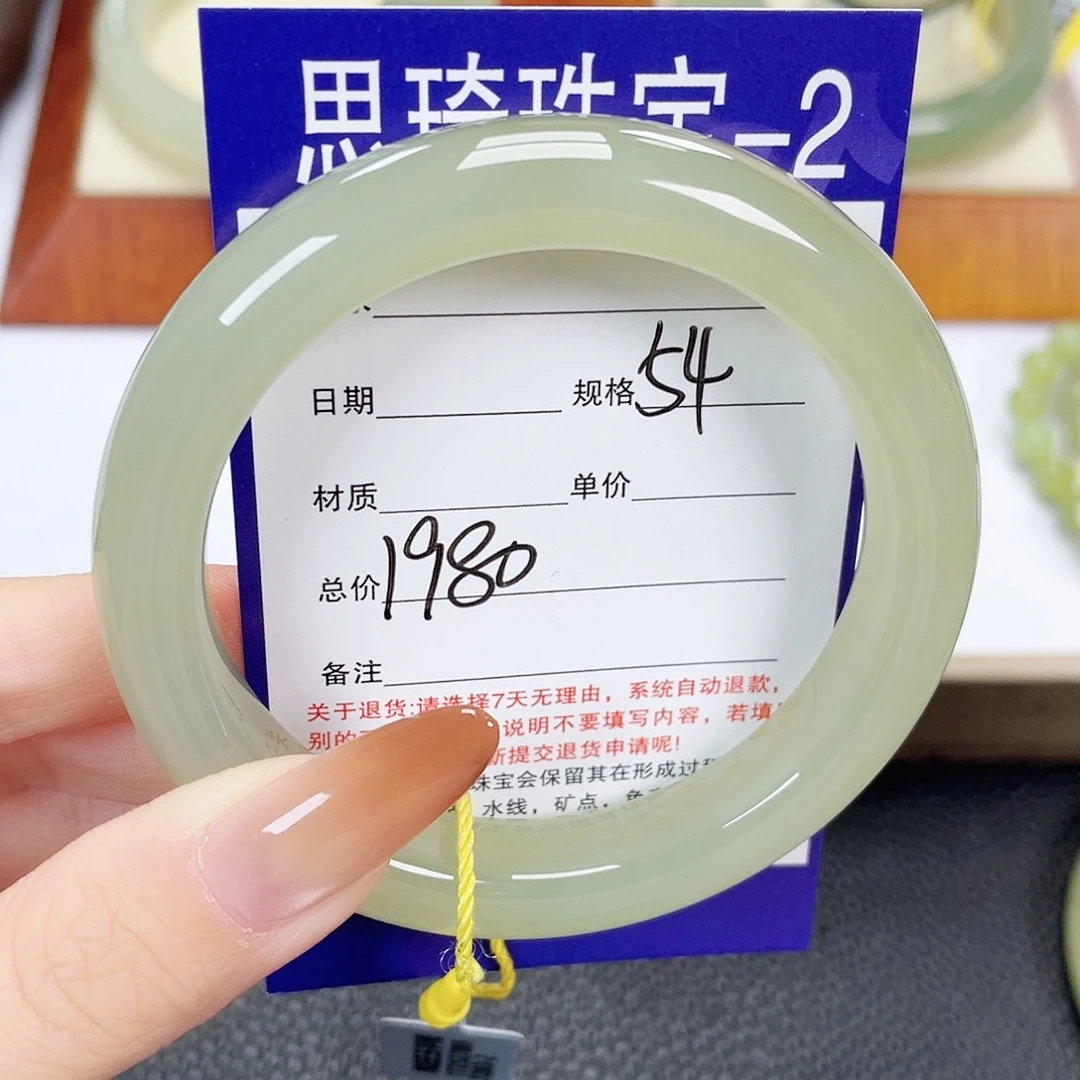 思琦珠宝-2
日期 规格54
材质 单价
总价1980
备注
关于退货:请选择7天无理由，系统自动退款，
别的 说明不要填写内容，若填
新提交退货申请呢!
珠宝会保留其在形成过程
水线，矿点，